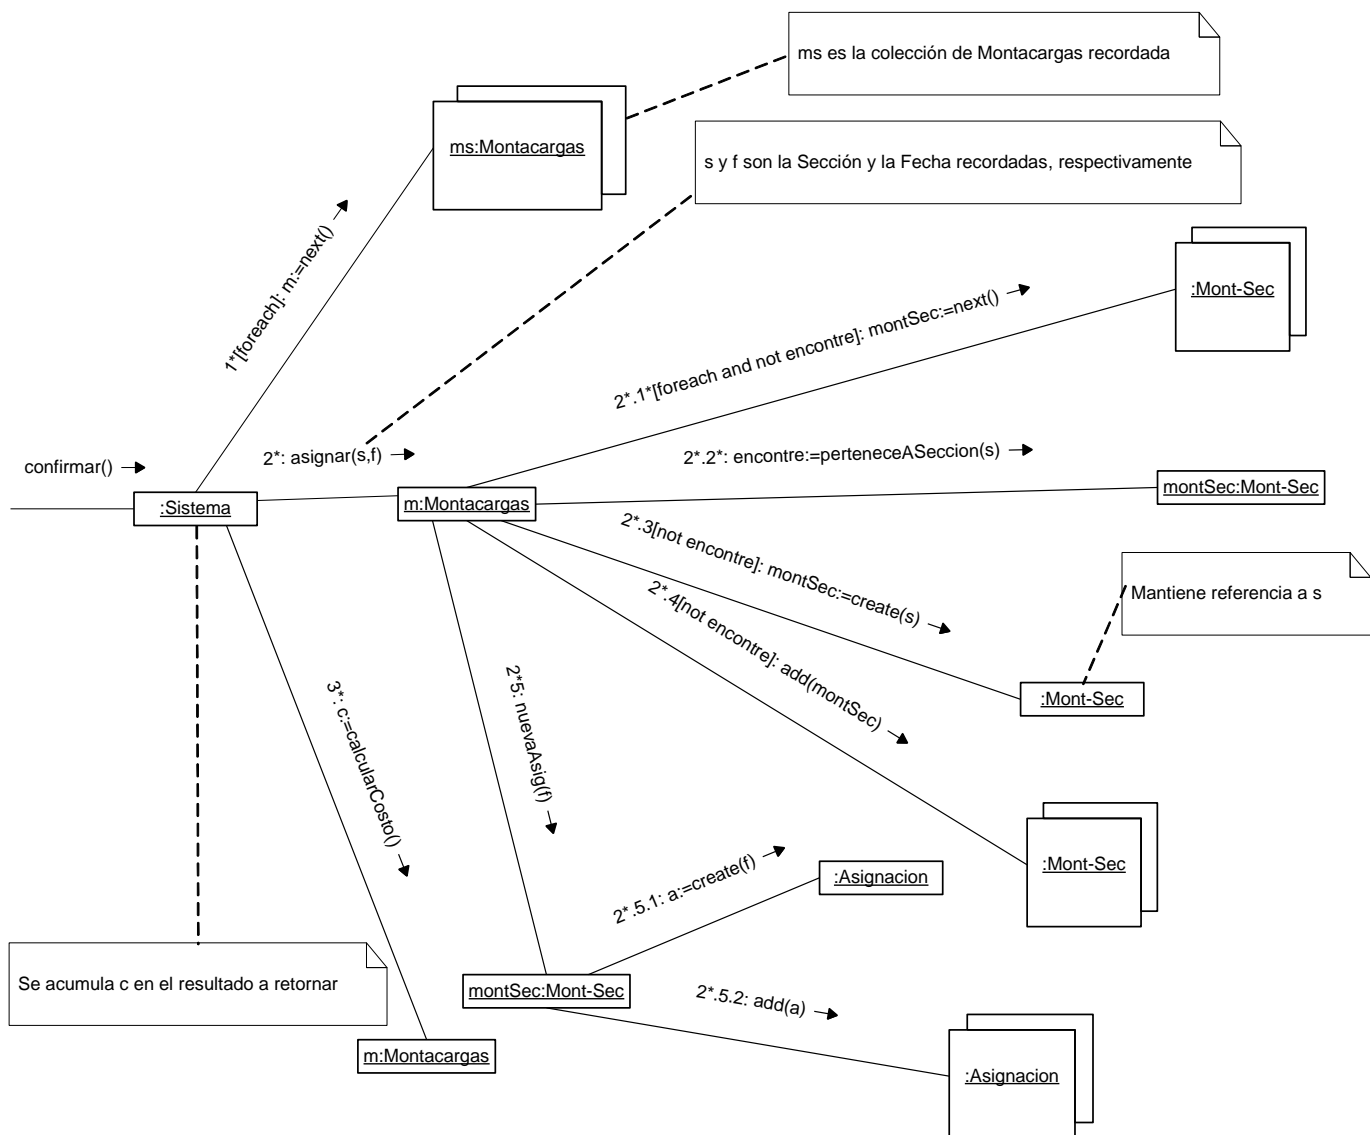 ms es la colección de Montacargas recordada
ms:Montacargas
s y f son la Sección y la Fecha recordadas, respectivamente
1*[foreach]: m:=next()
:Mont-Sec
2*.1*[foreach and not encontre]: montSec:=next()
confirmar()
2*: asignar(s,f)
2*.2*: encontre:=perteneceASeccion(s)
:Sistema
m:Montacargas
montSec:Mont-Sec
2*.3[not encontre]: montSec:=create(s)
Mantiene referencia a s
2*.4[not encontre]: add(montSec)
:Mont-Sec
2*5: nuevaAsig(f)
3*: c:=calcularCosto()
:Mont-Sec
2*.5.1: a:=create(f)
:Asignacion
Se acumula c en el resultado a retornar
montSec:Mont-Sec
2*.5.2: add(a)
m:Montacargas
:Asignacion